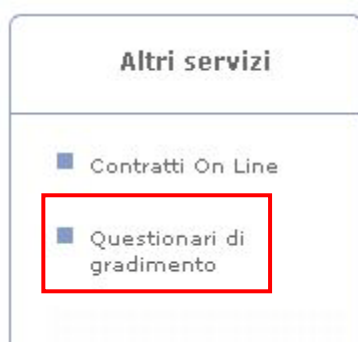 Altri servizi
Contratti On Line
Questionari di
gradimento